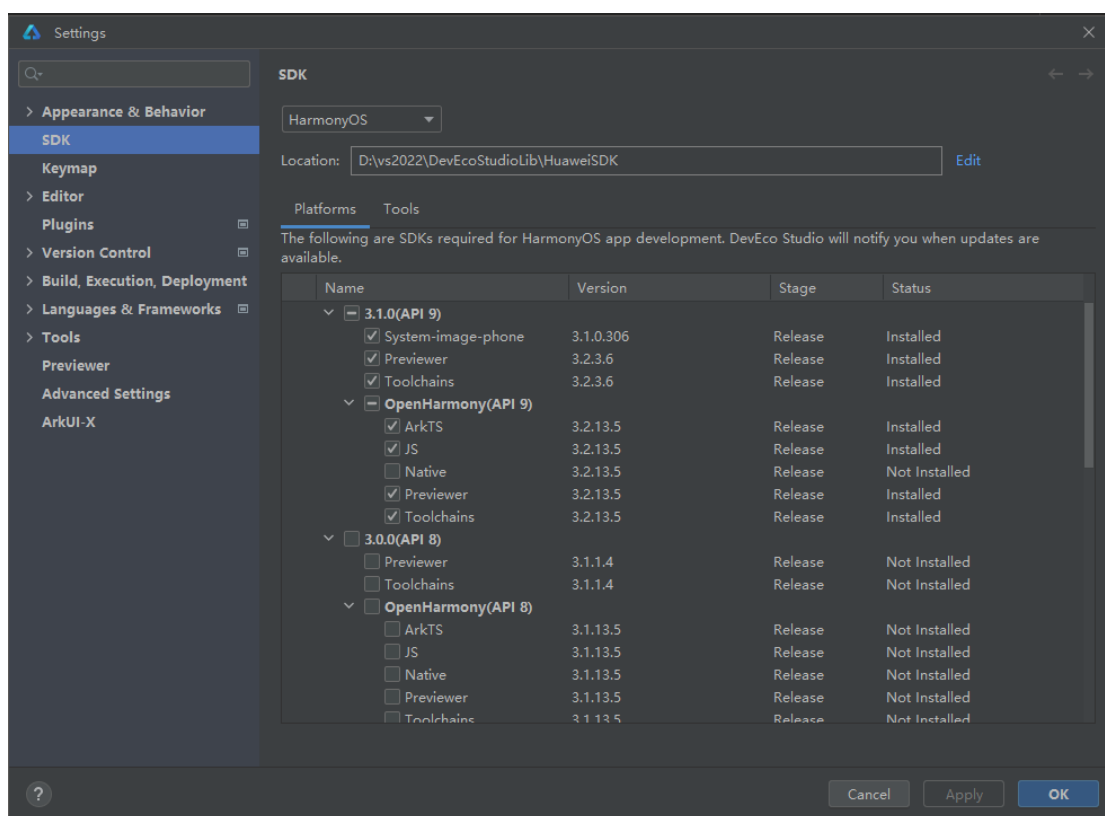 Settings
SDK
Appearance & Behavior
SDK
Keymap
Editor
Plugins
Version Control
Build, Execution, Deployment
Languages & Frameworks
Tools
Previewer
Advanced Settings
ArkUI-X
HarmonyOS
Location: D:\vs2022\DevEcoStudioLib\HuaweiSDK Edit
Platforms Tools
The following are SDKs required for HarmonyOS app development. DevEco Studio will notify you when updates are
available.
Name Version Stage Status
3.1.0(API 9)
System-image-phone 3.1.0.306 Release Installed
Previewer 3.2.3.6 Release Installed
Toolchains 3.2.3.6 Release Installed
OpenHarmony(API 9)
ArkTS 3.2.13.5 Release Installed
JS 3.2.13.5 Release Installed
Native 3.2.13.5 Release Not Installed
Previewer 3.2.13.5 Release Installed
Toolchains 3.2.13.5 Release Installed
3.0.0(API 8)
Previewer 3.1.1.4 Release Not Installed
Toolchains 3.1.1.4 Release Not Installed
OpenHarmony(API 8)
ArkTS 3.1.13.5 Release Not Installed
JS 3.1.13.5 Release Not Installed
Native 3.1.13.5 Release Not Installed
Previewer 3.1.13.5 Release Not Installed
Toolchains 3.1.13.5 Release Not Installed
? Cancel Apply OK